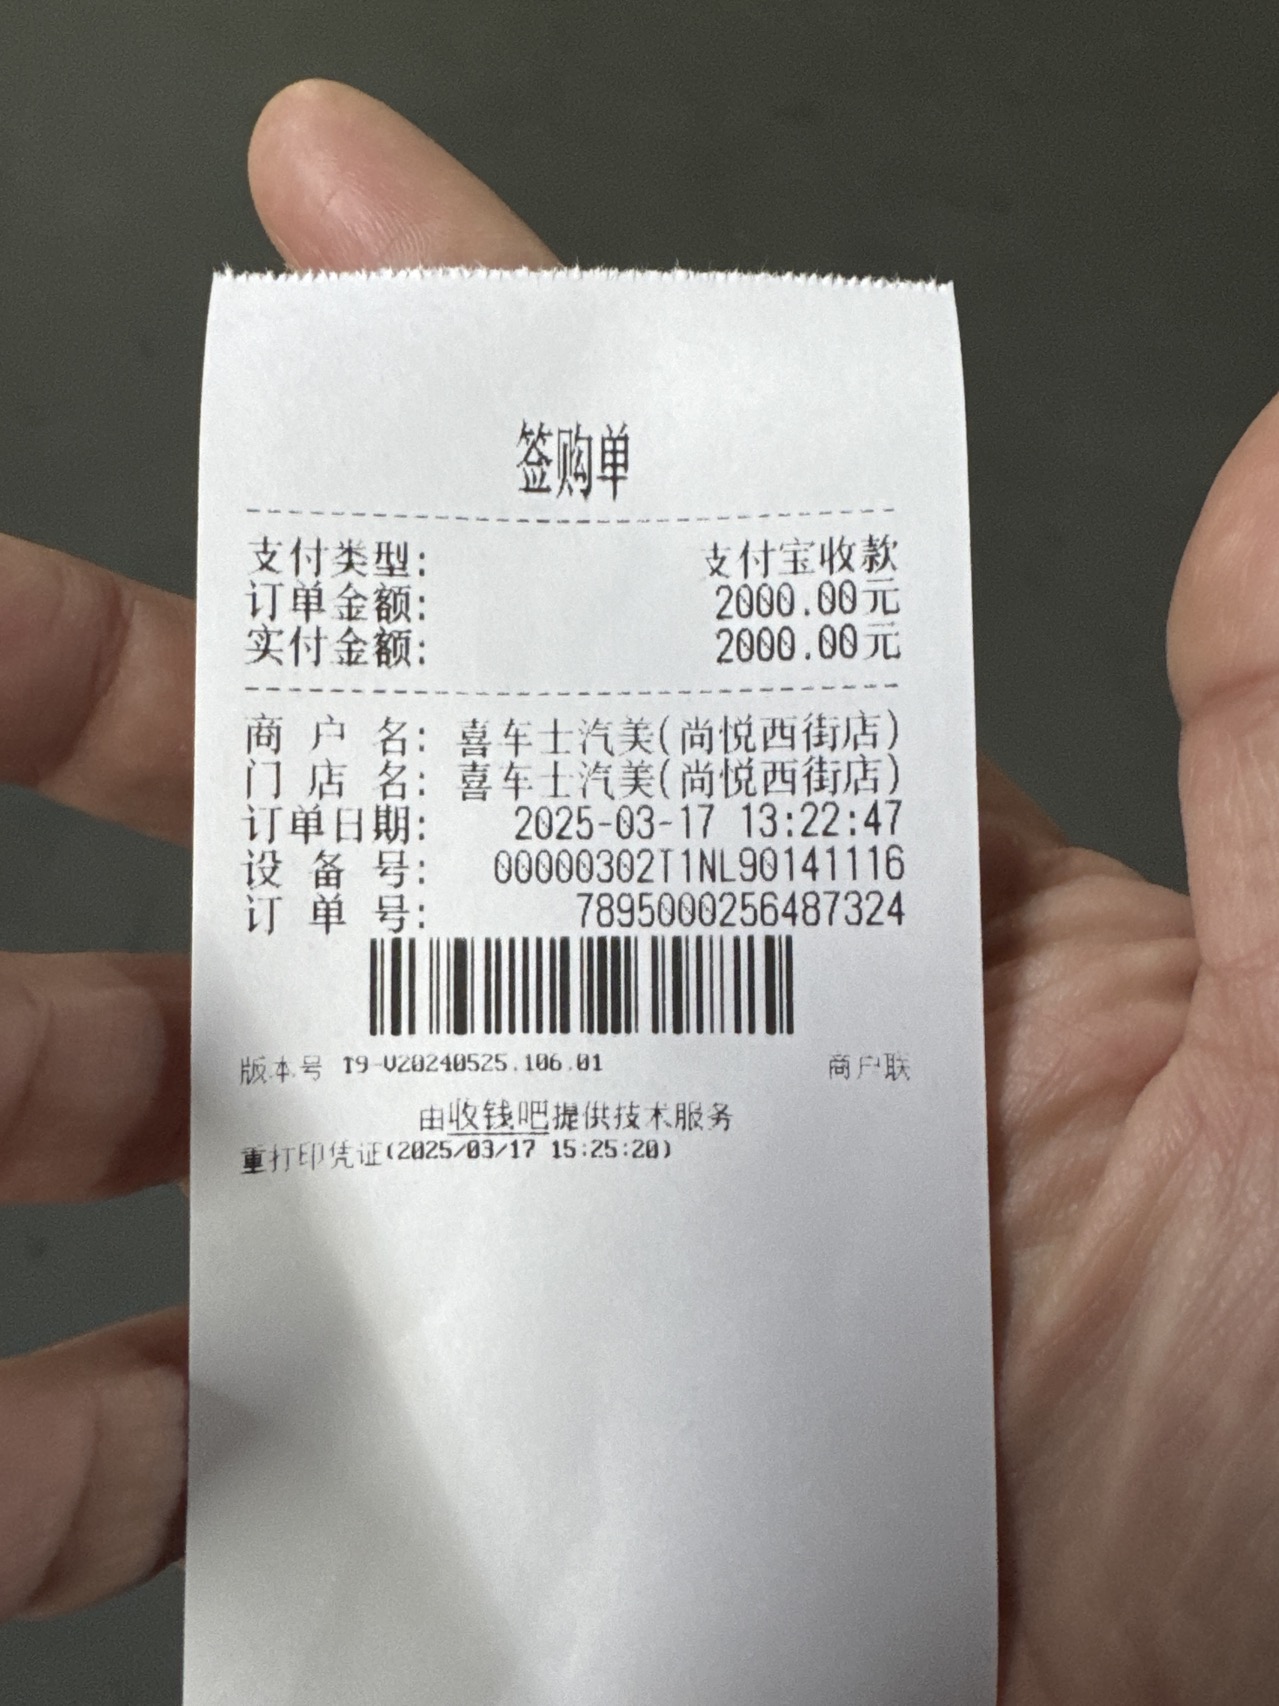 签购单
支付类型: 支付宝收款
订单金额: 2000.00元
实付金额: 2000.00元
商户名: 喜车士汽美(尚悦西街店)
门店名: 喜车士汽美(尚悦西街店)
订单日期: 2025-03-17 13:22:47
设备号: 00000302T1NL90141116
订单号: 7895000256487324
版本号 T9-V20240525.106.01 商户联
由收钱吧提供技术服务
重打印凭证(2025/03/17 15:25:20)